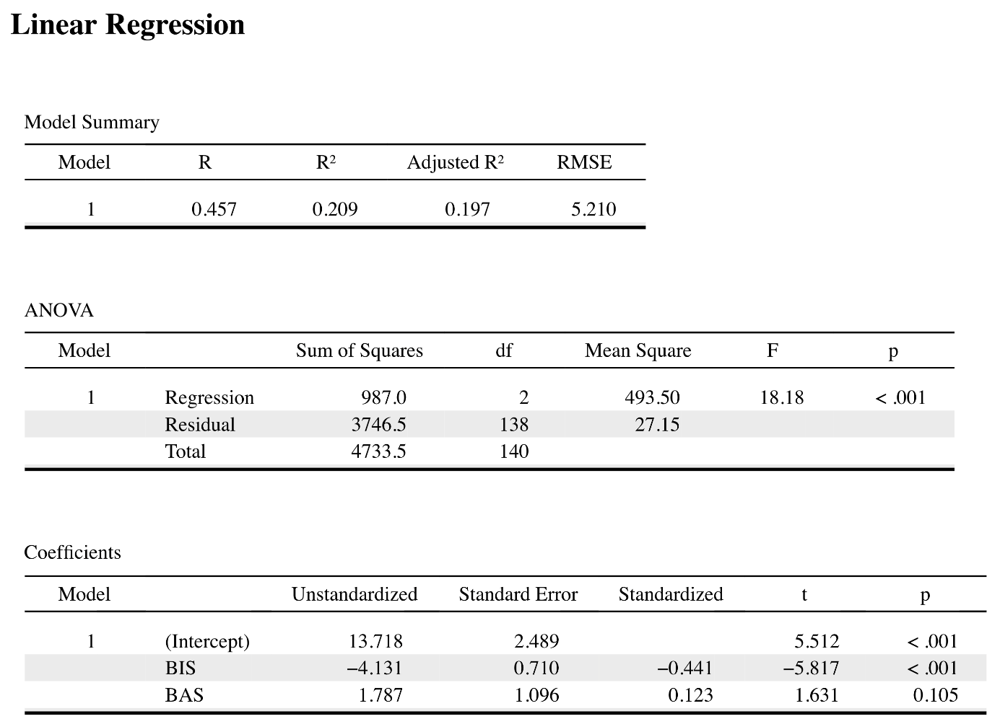 Linear Regression
Model Summary
Model R R² Adjusted R² RMSE
1 0.457 0.209 0.197 5.210
ANOVA
Model Sum of Squares df Mean Square F p
1 Regression 987.0 2 493.50 18.18 < .001
Residual 3746.5 138 27.15
Total 4733.5 140
Coefficients
Model Unstandardized Standard Error Standardized t p
1 (Intercept) 13.718 2.489 5.512 < .001
BIS −4.131 0.710 −0.441 −5.817 < .001
BAS 1.787 1.096 0.123 1.631 0.105